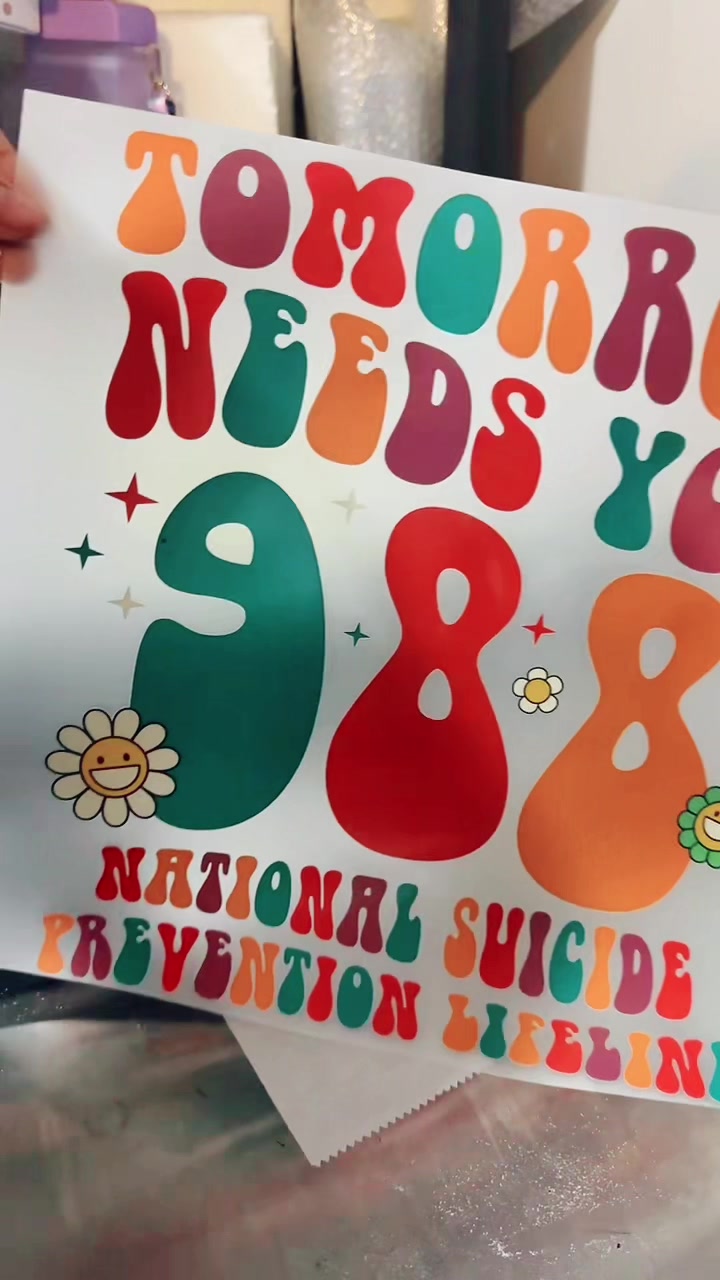 TOMORR
NEEDS YO
988
NATIONAL SUICIDE
PREVENTION LIFELIN